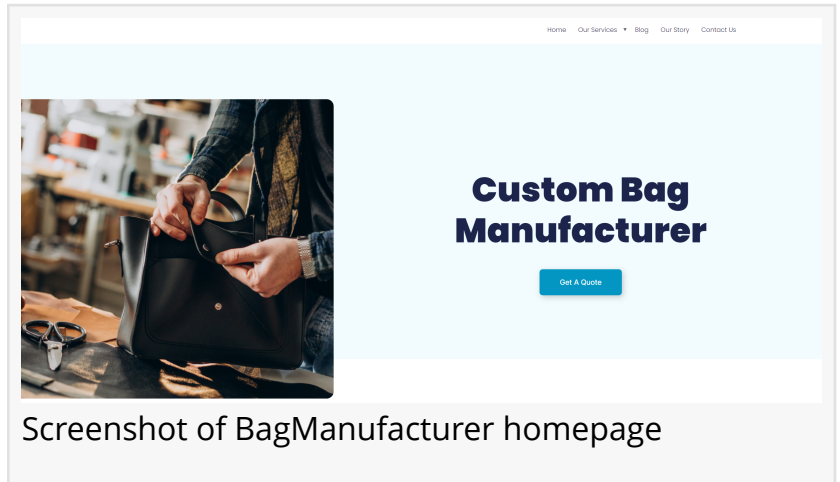 Home Our Services ▼ Blog Our Story Contact Us
Custom Bag
Manufacturer
Get A Quote
Screenshot of BagManufacturer homepage